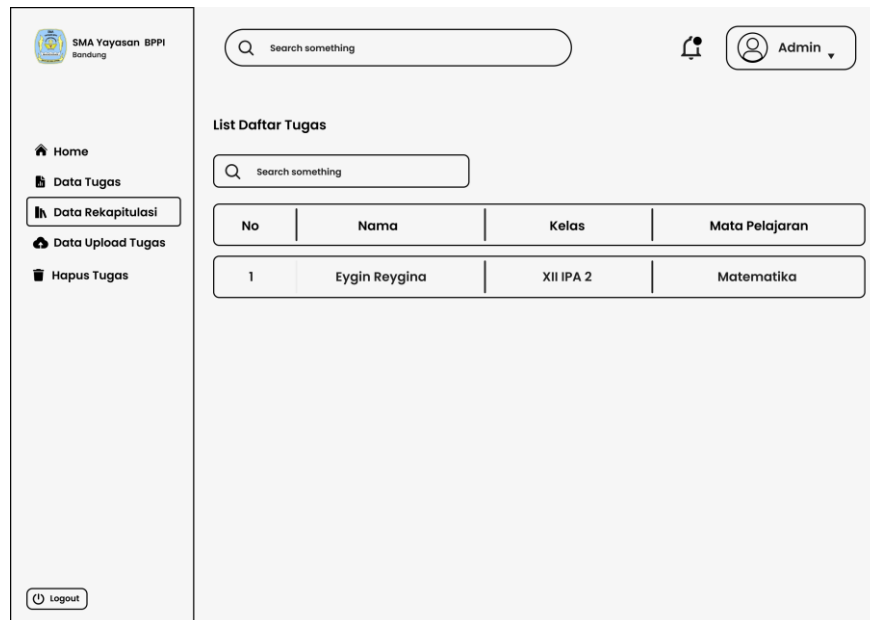 SMA Yayasan BPPI
Bandung
Search something
Admin
List Daftar Tugas
Home
Data Tugas
Data Rekapitulasi
Data Upload Tugas
Hapus Tugas
Search something
No Nama Kelas Mata Pelajaran
1 Eygin Reygina XII IPA 2 Matematika
Logout